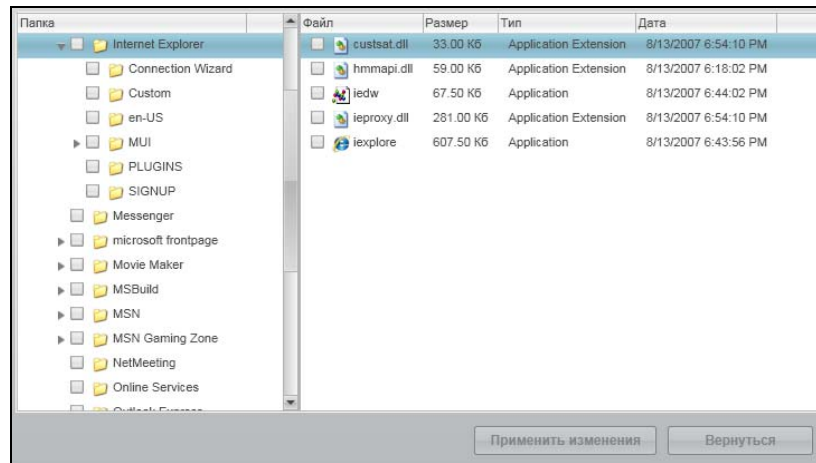 Папка
Internet Explorer
Connection Wizard
Custom
en-US
MUI
PLUGINS
SIGNUP
Messenger
microsoft frontpage
Movie Maker
MSBuild
MSN
MSN Gaming Zone
NetMeeting
Online Services
Outlook Express
Файл Размер Тип Дата
custsat.dll 33.00 Кб Application Extension 8/13/2007 6:54:10 PM
hmmapi.dll 59.00 Кб Application Extension 8/13/2007 6:18:02 PM
iedw 67.50 Кб Application 8/13/2007 6:44:02 PM
ieproxy.dll 281.00 Кб Application Extension 8/13/2007 6:54:10 PM
iexplore 607.50 Кб Application 8/13/2007 6:43:56 PM
Применить изменения Вернуться